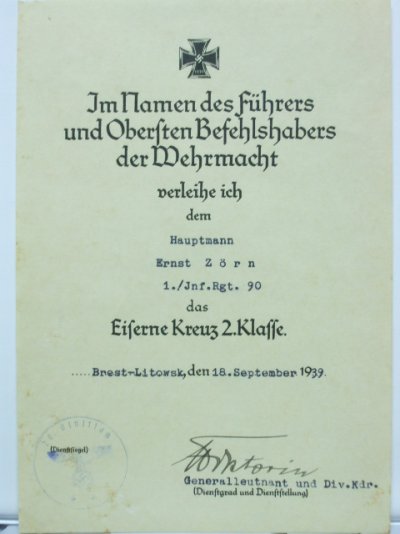 Im Namen des Führers
und Obersten Befehlshabers
der Wehrmacht
verleihe ich
dem
Hauptmann
Ernst Zörn
1./Jnf.Rgt. 90
das
Eiserne Kreuz 2.Klasse.
.....Brest-Litowsk, den 18.September 1939.
(Dienstsiegel)
Wiktorin
Generalleutnant und Div.Kdr.
(Dienstgrad und Dienststellung)